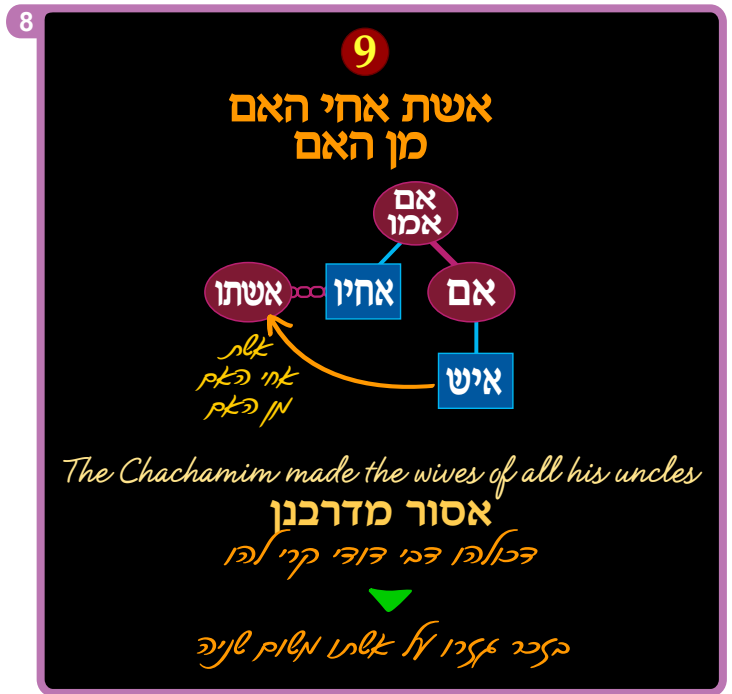 8
9
אשת אחי האם
מן האם
אם
אמו
אשתו
אחיו
אם
אשת
אחי האם
מן האם
איש
The Chachamim made the wives of all his uncles
אסור מדרבנן
דכולהו דבי דודי קרי להו
בזכר גזרו על אשתו משום שניה